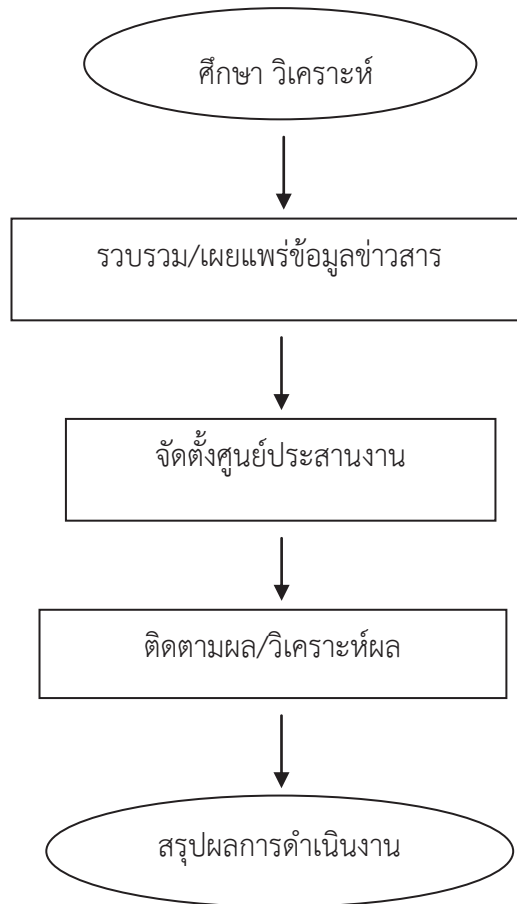 ศึกษา วิเคราะห์
รวบรวม/เผยแพร่ข้อมูลข่าวสาร
จัดตั้งศูนย์ประสานงาน
ติดตามผล/วิเคราะห์ผล
สรุปผลการดำเนินงาน